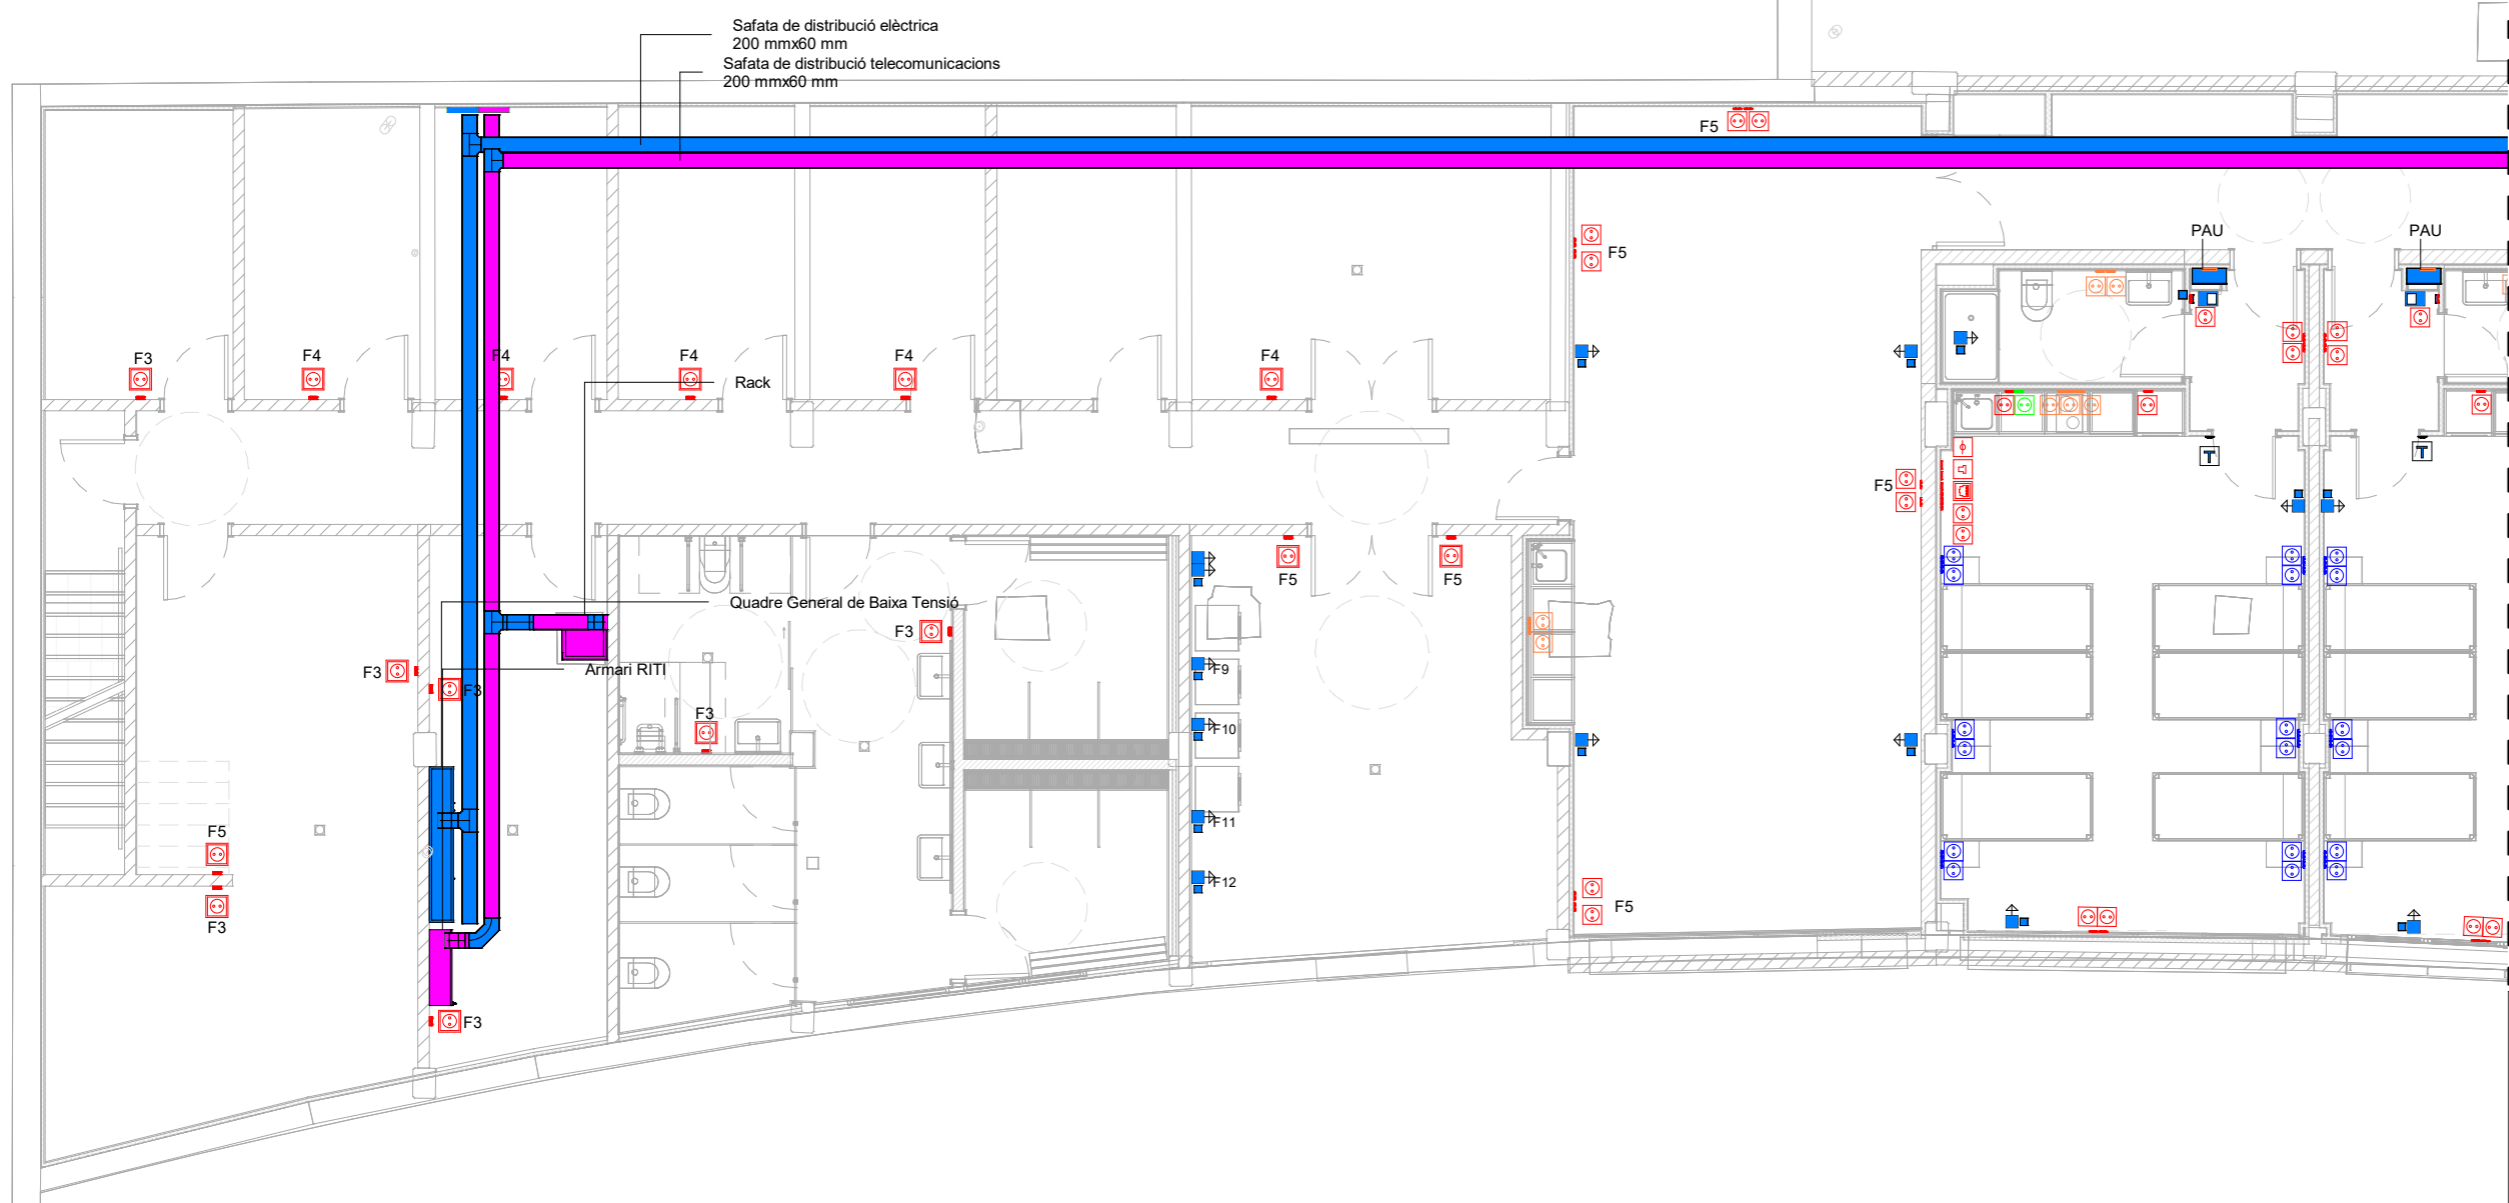 Safata de distribució elèctrica
200 mmx60 mm
Safata de distribució telecomunicacions
200 mmx60 mm
F5
PAU
PAU
F5
F3
F4
F4
F4
F4
F4
Rack
T
T
F5
F5
F5
Quadre General de Baixa Tensió
F3
F3
Armari RITI
F9
F3
F3
F10
F5
F11
F12
F5
F3
F3